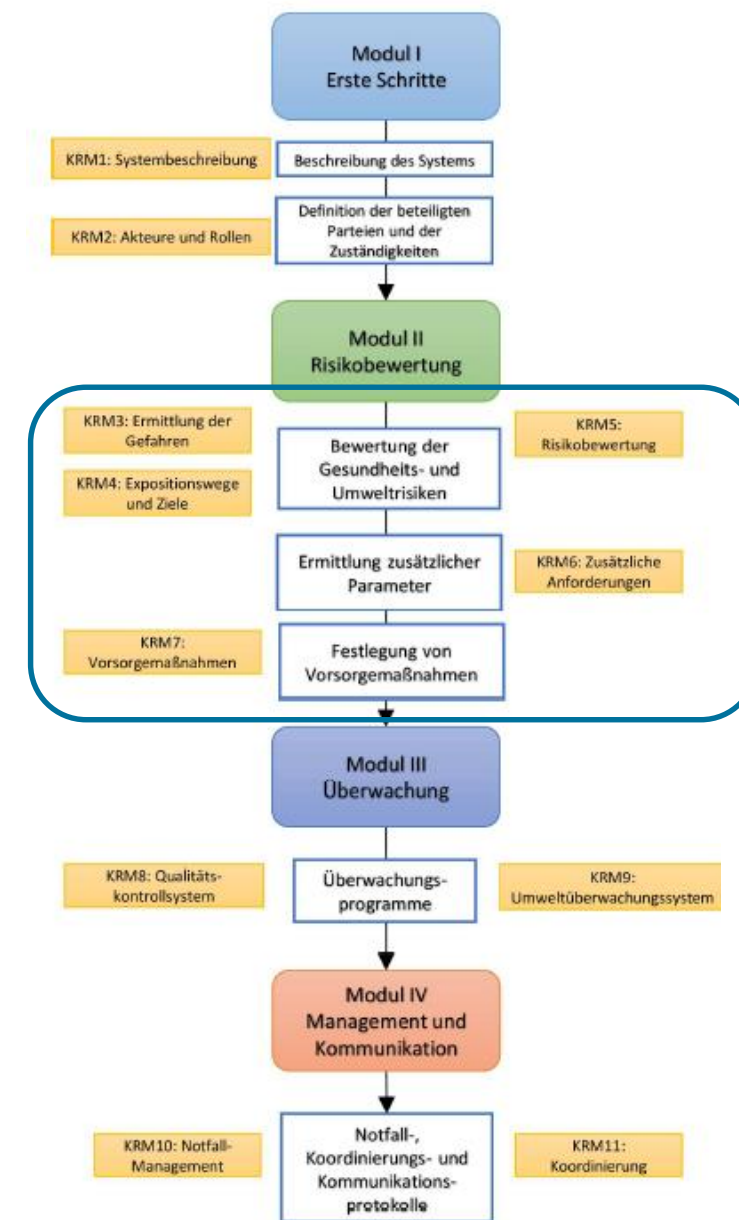 Modul I
Erste Schritte
KRM1: Systembeschreibung
Beschreibung des Systems
KRM2: Akteure und Rollen
Definition der beteiligten
Parteien und der
Zuständigkeiten
Modul II
Risikobewertung
KRM3: Ermittlung der
Gefahren
KRM4: Expositionswege
und Ziele
Bewertung der
Gesundheits- und
Umweltrisiken
KRM5:
Risikobewertung
Ermittlung zusätzlicher
Parameter
KRM6: Zusätzliche
Anforderungen
KRM7:
Vorsorgemaßnahmen
Festlegung von
Vorsorgemaßnahmen
Modul III
Überwachung
KRM8: Qualitäts-
kontrollsystem
Überwachungs-
programme
KRM9:
Umweltüberwachungssystem
Modul IV
Management und
Kommunikation
KRM10: Notfall-
Management
Notfall-,
Koordinierungs- und
Kommunikations-
protokolle
KRM11:
Koordinierung